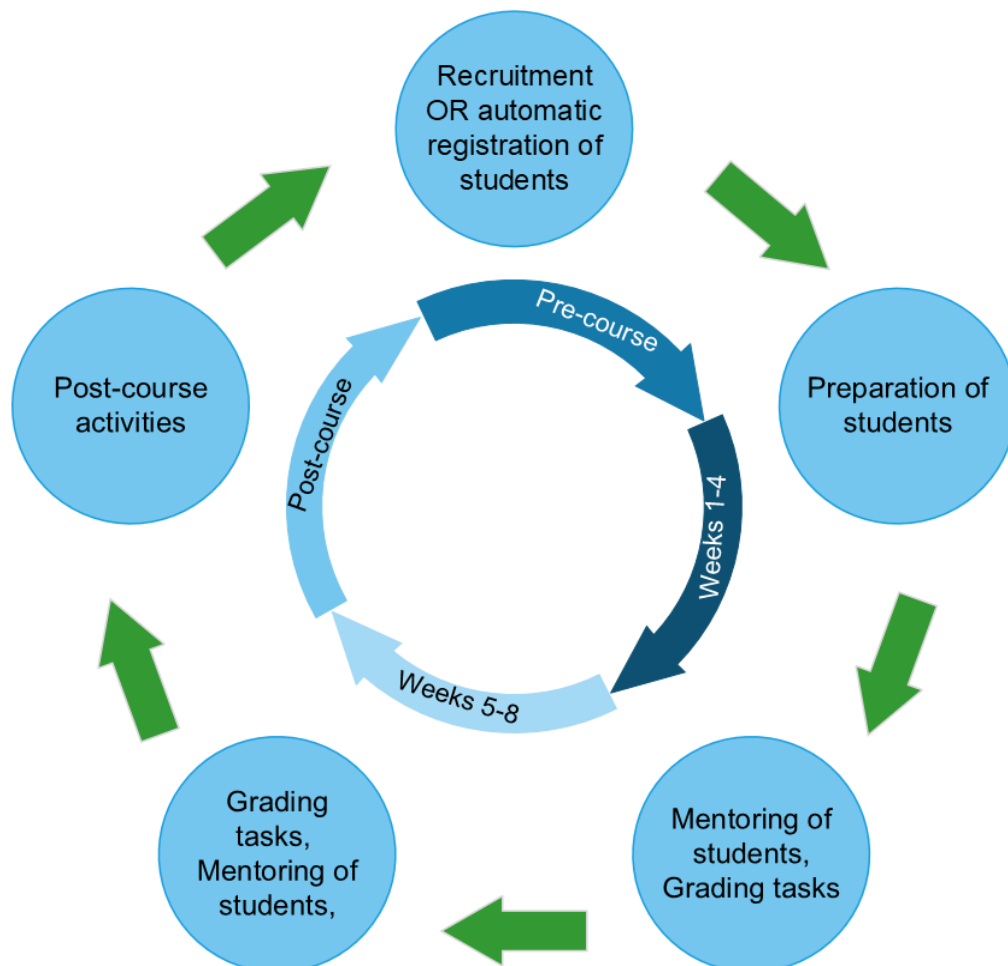 Recruitment
OR automatic
registration of
students
Pre-course
Post-course
activities
Preparation of
students
Post-course
Weeks 1-4
Weeks 5-8
Grading
tasks,
Mentoring of
students,
Mentoring of
students,
Grading tasks